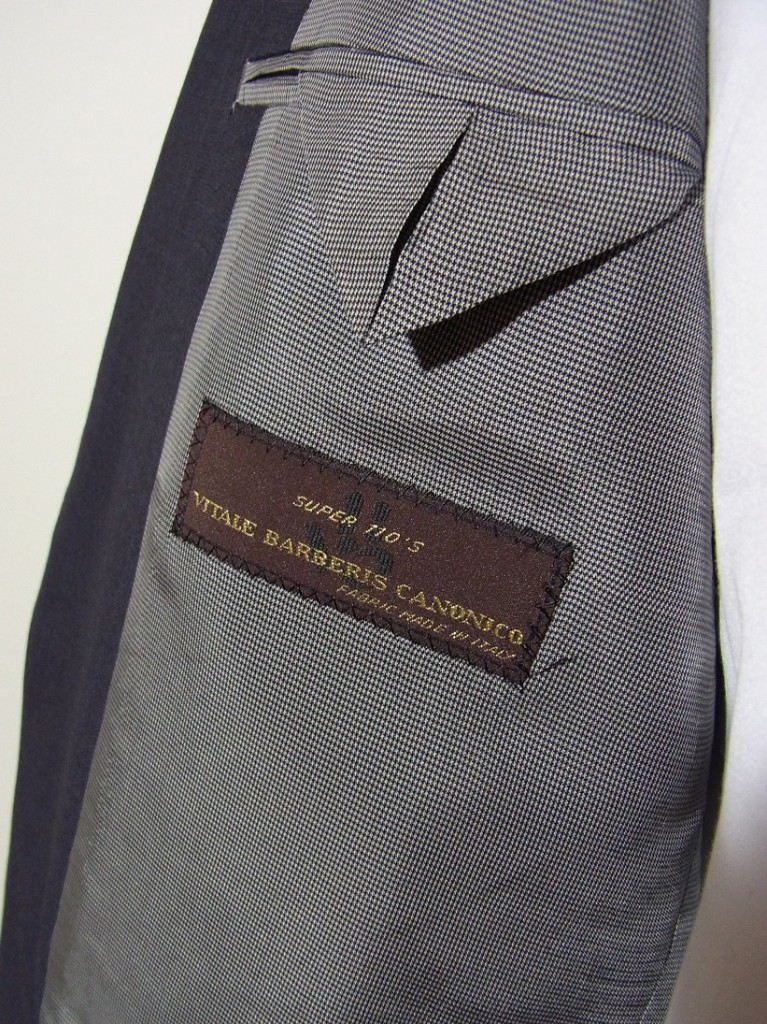 SUPER 110'S
VITALE BARBERIS CANONICO
FABRIC MADE IN ITALY